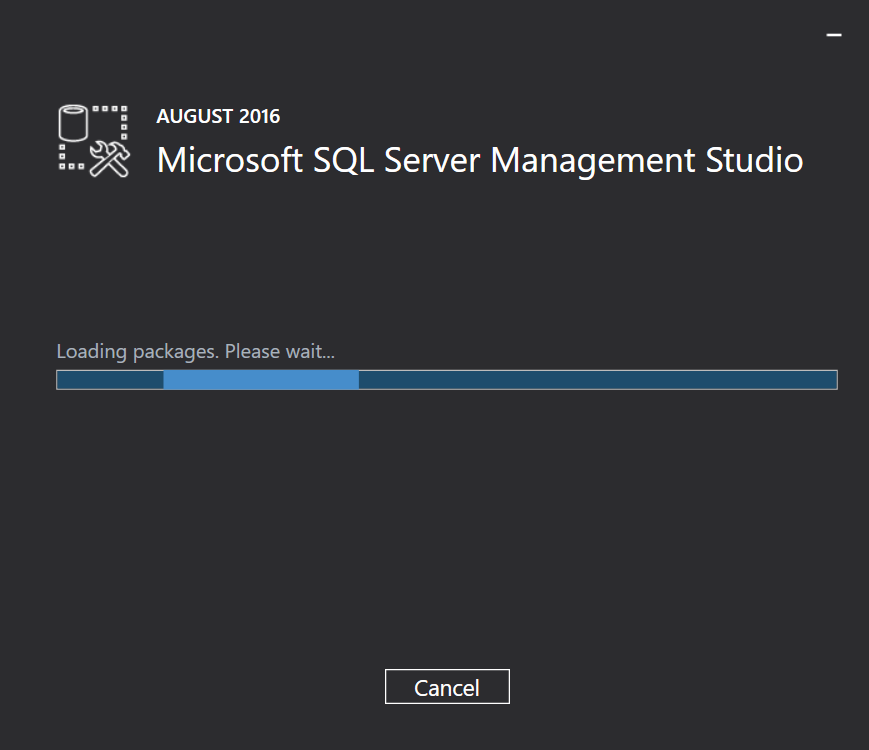 AUGUST 2016
Microsoft SQL Server Management Studio
Loading packages. Please wait...
Cancel